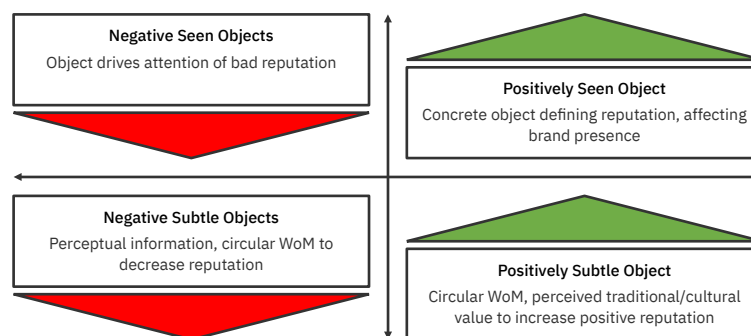 Negative Seen Objects
Object drives attention of bad reputation
Positively Seen Object
Concrete object defining reputation, affecting
brand presence
Negative Subtle Objects
Perceptual information, circular WoM to
decrease reputation
Positively Subtle Object
Circular WoM, perceived traditional/cultural
value to increase positive reputation